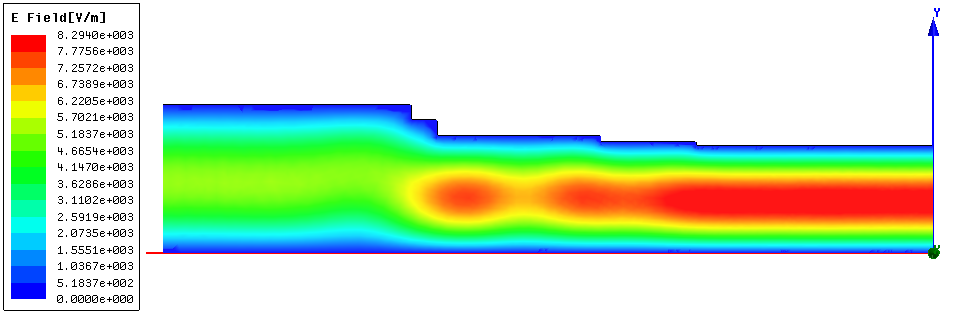 E Field[V/m]
8.2940e+003
7.7756e+003
7.2572e+003
6.7389e+003
6.2205e+003
5.7021e+003
5.1837e+003
4.6654e+003
4.1470e+003
3.6286e+003
3.1102e+003
2.5919e+003
2.0735e+003
1.5551e+003
1.0367e+003
5.1837e+002
0.0000e+000
Y